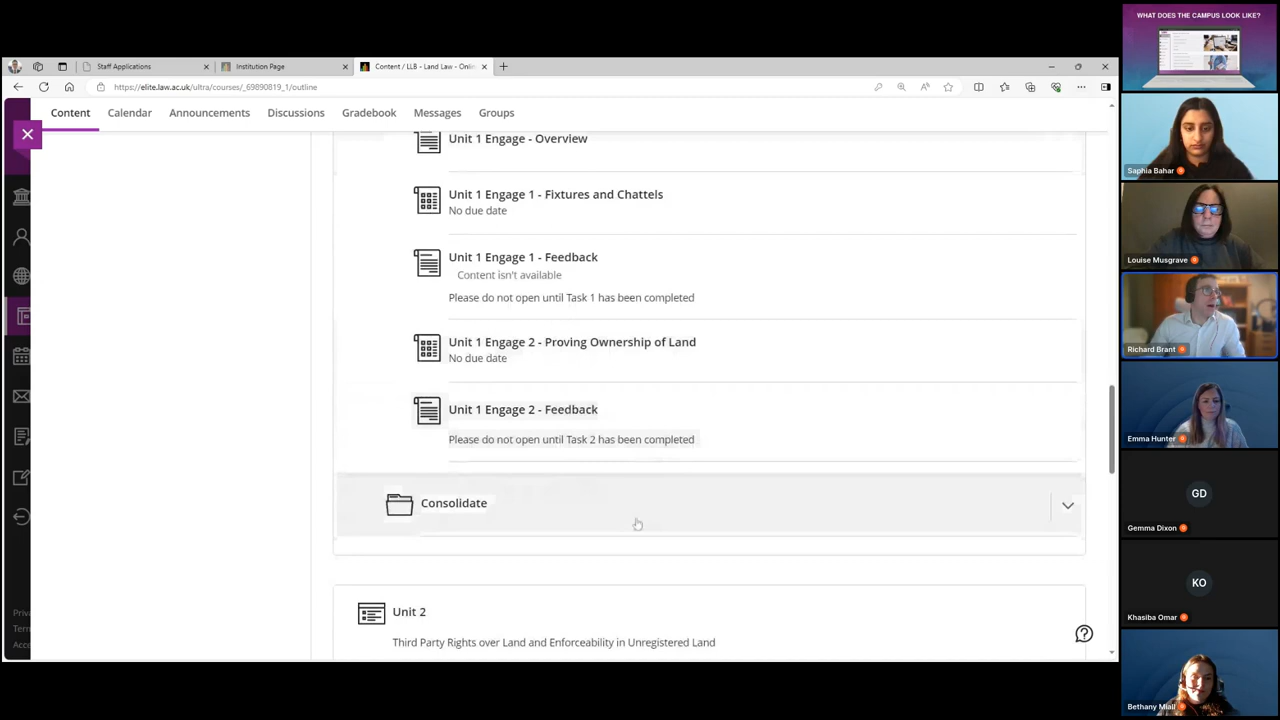 WHAT DOES THE CAMPUS LOOK LIKE?
Staff Applications
Institution Page
Content / LLB - Land Law - Onli
https://elite.law.ac.uk/ultra/courses/_69890819_1/outline
Content
Calendar
Announcements
Discussions
Gradebook
Messages
Groups
Unit 1 Engage - Overview
Unit 1 Engage 1 - Fixtures and Chattels
No due date
Unit 1 Engage 1 - Feedback
Content isn't available
Please do not open until Task 1 has been completed
Unit 1 Engage 2 - Proving Ownership of Land
No due date
Unit 1 Engage 2 - Feedback
Please do not open until Task 2 has been completed
Consolidate
Unit 2
Third Party Rights over Land and Enforceability in Unregistered Land
Priva
Term
Acce
Saphia Bahar
Louise Musgrave
Richard Brant
Emma Hunter
GD
Gemma Dixon
KO
Khasiba Omar
Bethany Miall